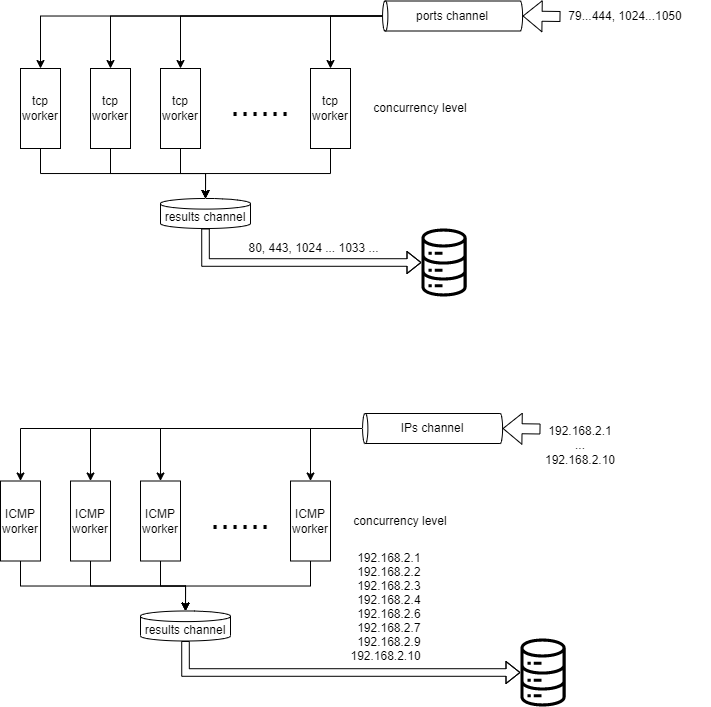 ports channel
79...444, 1024...1050
tcp
worker
tcp
worker
tcp
worker
......
tcp
worker
concurrency level
results channel
80, 443, 1024 ... 1033 ...
IPs channel
192.168.2.1
...
192.168.2.10
ICMP
worker
ICMP
worker
ICMP
worker
......
ICMP
worker
concurrency level
192.168.2.1
192.168.2.2
192.168.2.3
192.168.2.4
192.168.2.6
192.168.2.7
192.168.2.9
192.168.2.10
results channel